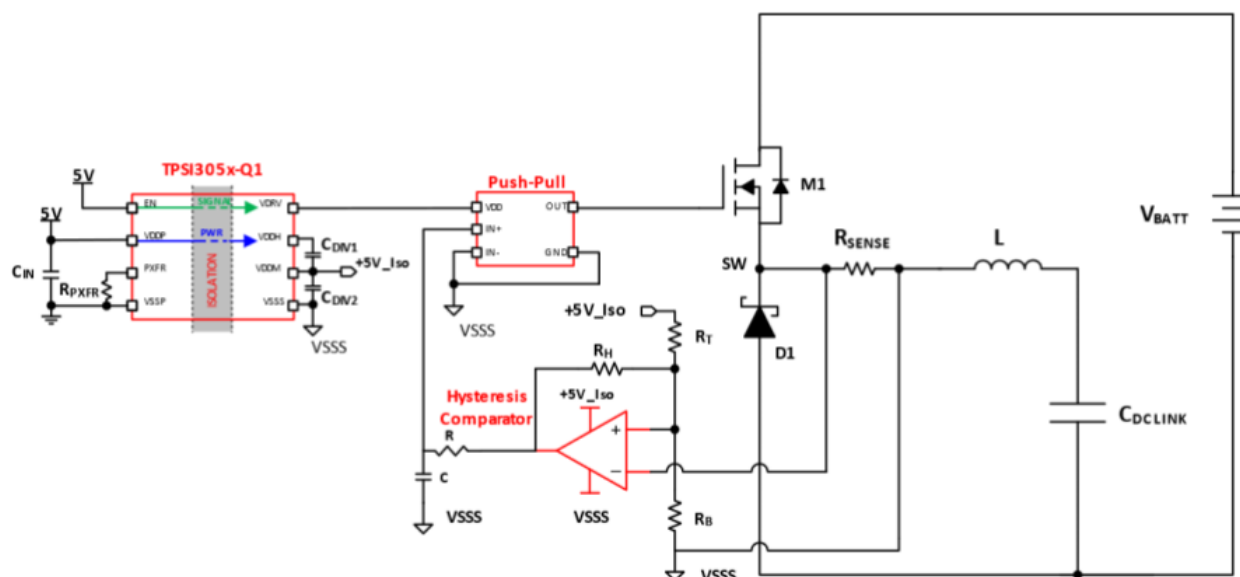 TPSI305x-Q1
5V
EN
SIGNAL
VDRV
5V
VDDP
PWR
VDDH
CDIV1
+5V_Iso
CIN
RPXFR
PXFR
VDDM
CDIV2
VSSP
VSSS
ISOLATION
VSSS
Push-Pull
VDD
OUT
IN+
IN-
GND
VSSS
M1
VBATT
SW
RSENSE
L
D1
CDCLINK
+5V_Iso
RT
RH
Hysteresis
Comparator
+5V_Iso
+
−
R
C
VSSS
VSSS
RB
VSSS